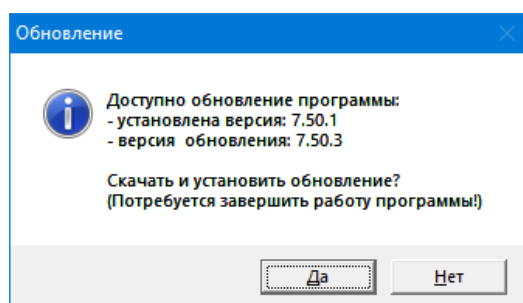 Обновление
Доступно обновление программы:
- установлена версия: 7.50.1
- версия  обновления: 7.50.3
Скачать и установить обновление?
(Потребуется завершить работу программы!)
Да
Нет